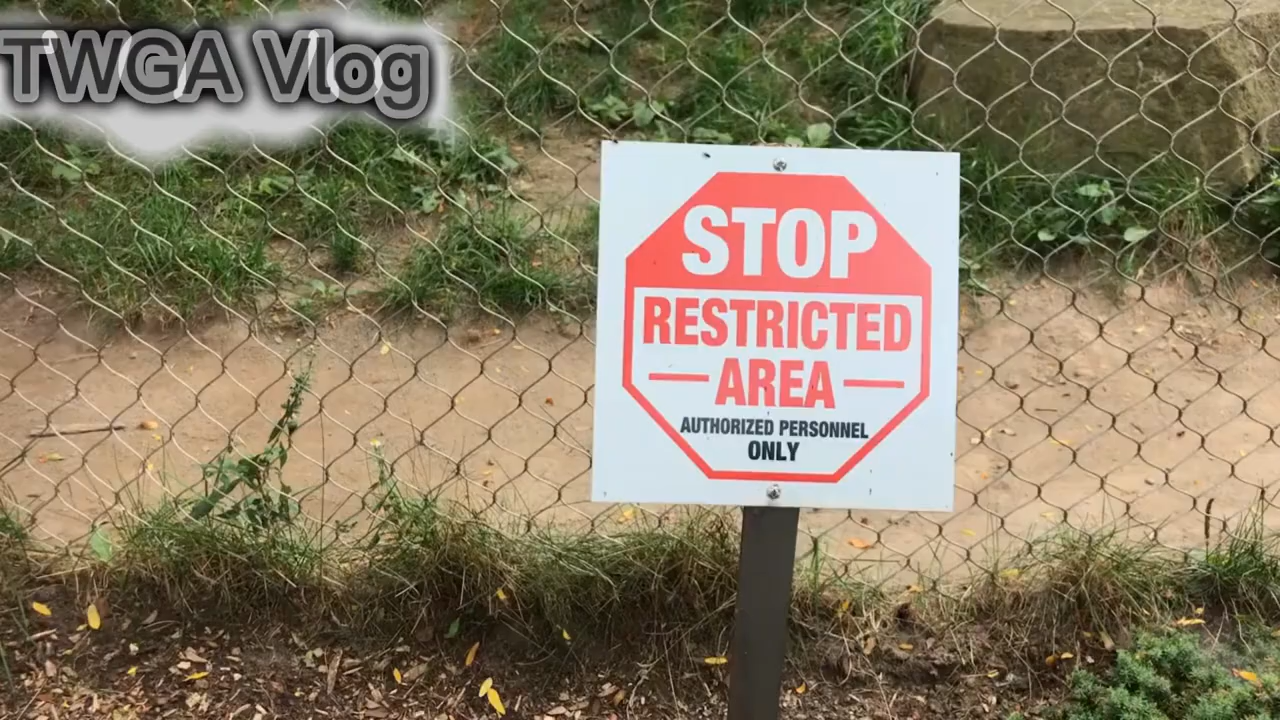 TWGA Vlog
STOP
RESTRICTED
AREA
AUTHORIZED PERSONNEL
ONLY